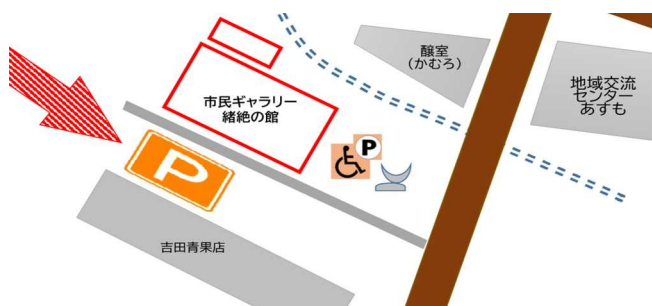 醸室
(かむろ)
地域交流
センター
あすも
市民ギャラリー
緒絶の館
P
P
吉田青果店